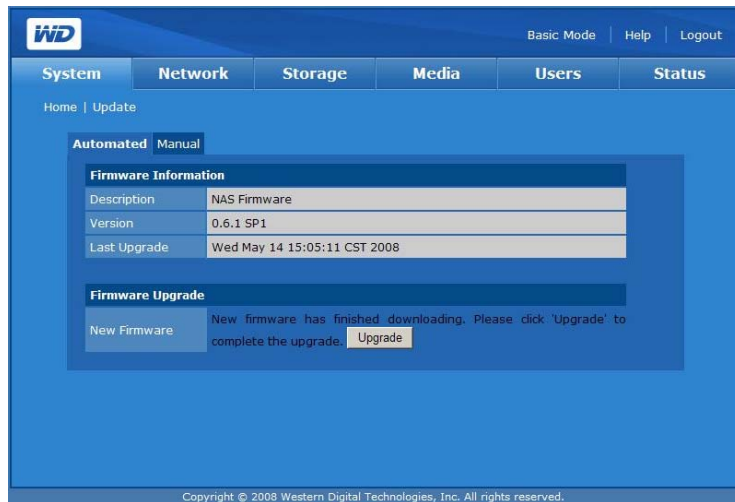 WD
Basic Mode | Help | Logout
System Network Storage Media Users Status
Home | Update
Automated Manual
Firmware Information
Description NAS Firmware
Version 0.6.1 SP1
Last Upgrade Wed May 14 15:05:11 CST 2008
Firmware Upgrade
New Firmware New firmware has finished downloading. Please click 'Upgrade' to
complete the upgrade. Upgrade
Copyright © 2008 Western Digital Technologies, Inc. All rights reserved.